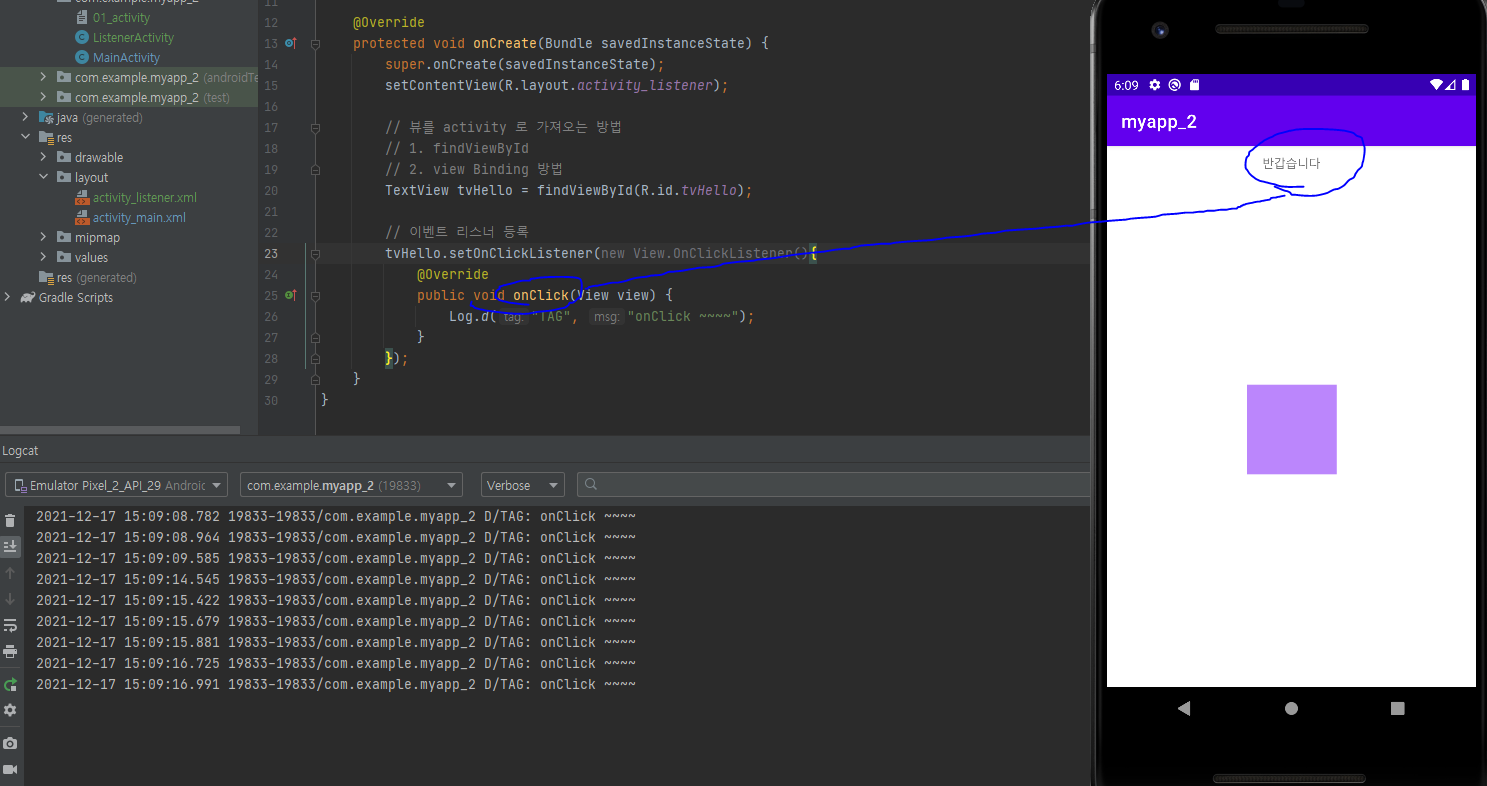 com.example.myapp_2
01_activity
ListenerActivity
MainActivity
com.example.myapp_2 (androidTe
com.example.myapp_2 (test)
java (generated)
res
drawable
layout
activity_listener.xml
activity_main.xml
mipmap
values
res (generated)
Gradle Scripts
11
12 @Override
13 protected void onCreate(Bundle savedInstanceState) {
14 super.onCreate(savedInstanceState);
15 setContentView(R.layout.activity_listener);
16
17 // 뷰를 activity 로 가져오는 방법
18 // 1. findViewById
19 // 2. view Binding 방법
20 TextView tvHello = findViewById(R.id.tvHello);
21
22 // 이벤트 리스너 등록
23 tvHello.setOnClickListener(new View.OnClickListener(){
24 @Override
25 public void onClick(View view) {
26 Log.d( tag: "TAG", msg: "onClick ~~~~");
27 }
28 });
29 }
30 }
Logcat
Emulator Pixel_2_API_29 Android
com.example.myapp_2 (19833)
Verbose
2021-12-17 15:09:08.782 19833-19833/com.example.myapp_2 D/TAG: onClick ~~~~
2021-12-17 15:09:08.964 19833-19833/com.example.myapp_2 D/TAG: onClick ~~~~
2021-12-17 15:09:09.585 19833-19833/com.example.myapp_2 D/TAG: onClick ~~~~
2021-12-17 15:09:14.545 19833-19833/com.example.myapp_2 D/TAG: onClick ~~~~
2021-12-17 15:09:15.422 19833-19833/com.example.myapp_2 D/TAG: onClick ~~~~
2021-12-17 15:09:15.679 19833-19833/com.example.myapp_2 D/TAG: onClick ~~~~
2021-12-17 15:09:15.881 19833-19833/com.example.myapp_2 D/TAG: onClick ~~~~
2021-12-17 15:09:16.725 19833-19833/com.example.myapp_2 D/TAG: onClick ~~~~
2021-12-17 15:09:16.991 19833-19833/com.example.myapp_2 D/TAG: onClick ~~~~
6:09
myapp_2
반갑습니다